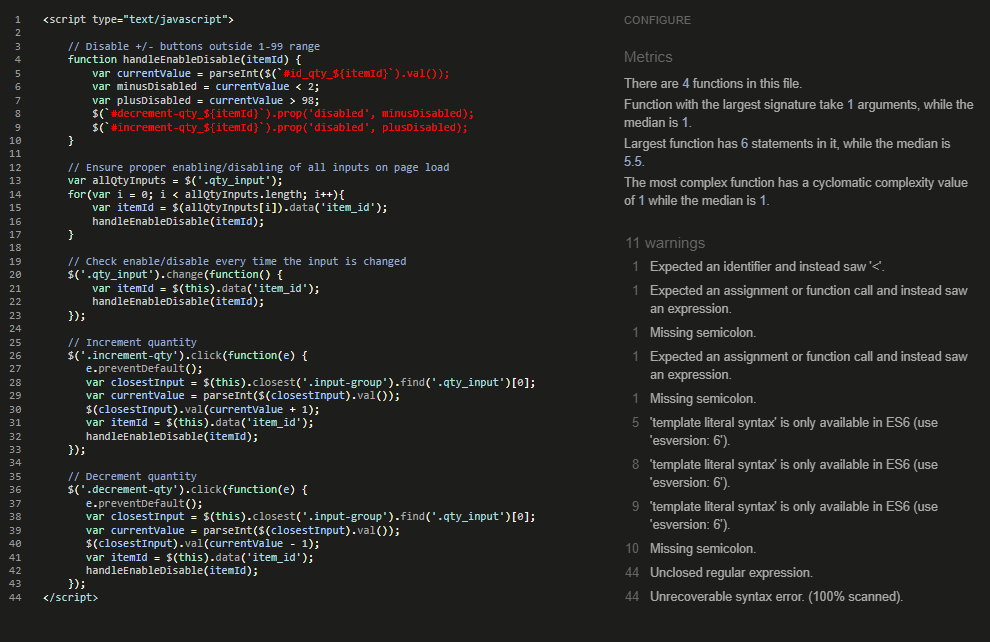 1 <script type="text/javascript">
2
3 // Disable +/- buttons outside 1-99 range
4 function handleEnableDisable(itemId) {
5 var currentValue = parseInt($(`#id_qty_${itemId}`).val());
6 var minusDisabled = currentValue < 2;
7 var plusDisabled = currentValue > 98;
8 $(`#decrement-qty_${itemId}`).prop('disabled', minusDisabled);
9 $(`#increment-qty_${itemId}`).prop('disabled', plusDisabled);
10 }
11
12 // Ensure proper enabling/disabling of all inputs on page load
13 var allQtyInputs = $('.qty_input');
14 for(var i = 0; i < allQtyInputs.length; i++){
15 var itemId = $(allQtyInputs[i]).data('item_id');
16 handleEnableDisable(itemId);
17 }
18
19 // Check enable/disable every time the input is changed
20 $('.qty_input').change(function() {
21 var itemId = $(this).data('item_id');
22 handleEnableDisable(itemId);
23 });
24
25 // Increment quantity
26 $('.increment-qty').click(function(e) {
27 e.preventDefault();
28 var closestInput = $(this).closest('.input-group').find('.qty_input')[0];
29 var currentValue = parseInt($(closestInput).val());
30 $(closestInput).val(currentValue + 1);
31 var itemId = $(this).data('item_id');
32 handleEnableDisable(itemId);
33 });
34
35 // Decrement quantity
36 $('.decrement-qty').click(function(e) {
37 e.preventDefault();
38 var closestInput = $(this).closest('.input-group').find('.qty_input')[0];
39 var currentValue = parseInt($(closestInput).val());
40 $(closestInput).val(currentValue - 1);
41 var itemId = $(this).data('item_id');
42 handleEnableDisable(itemId);
43 });
44 </script>
CONFIGURE
Metrics
There are 4 functions in this file.
Function with the largest signature take 1 arguments, while the
median is 1.
Largest function has 6 statements in it, while the median is
5.5.
The most complex function has a cyclomatic complexity value
of 1 while the median is 1.
11 warnings
1 Expected an identifier and instead saw '<'.
1 Expected an assignment or function call and instead saw
an expression.
1 Missing semicolon.
1 Expected an assignment or function call and instead saw
an expression.
1 Missing semicolon.
5 'template literal syntax' is only available in ES6 (use
'esversion: 6').
8 'template literal syntax' is only available in ES6 (use
'esversion: 6').
9 'template literal syntax' is only available in ES6 (use
'esversion: 6').
10 Missing semicolon.
44 Unclosed regular expression.
44 Unrecoverable syntax error. (100% scanned).